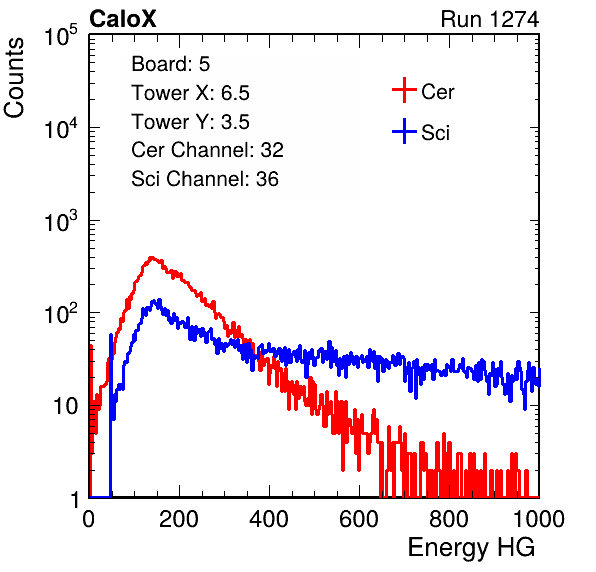 CaloX Run 1274
Counts
Board: 5
Tower X: 6.5
Tower Y: 3.5
Cer Channel: 32
Sci Channel: 36
Cer
Sci
10^5
10^4
10^3
10^2
10
1
0 200 400 600 800 1000
Energy HG